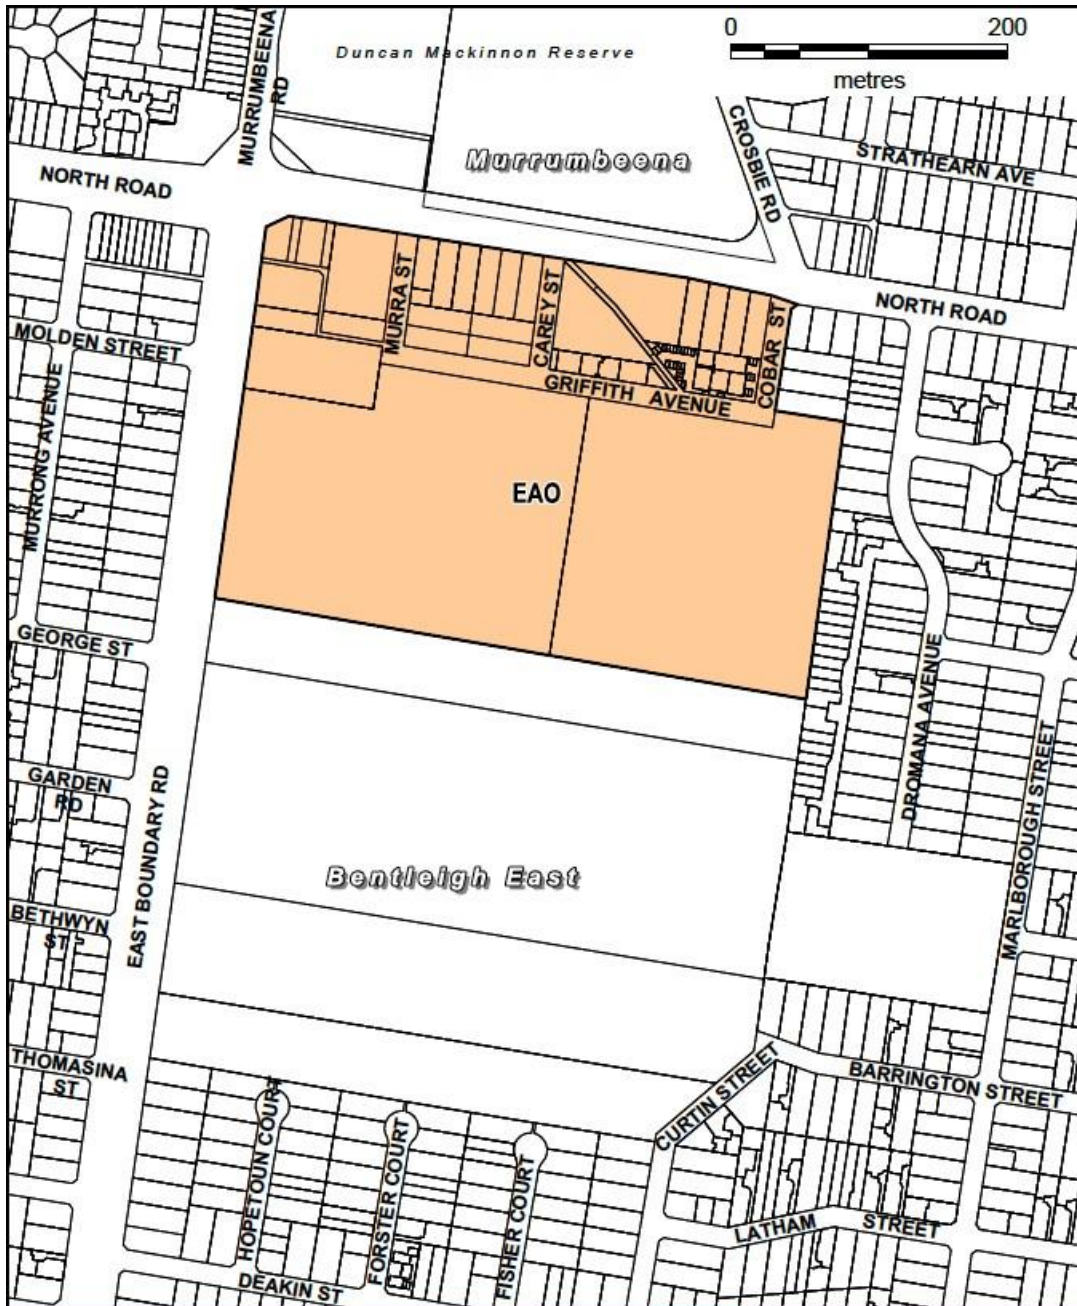 0 200
metres
Duncan Mackinnon Reserve
MURRUMBEENA
RD
Murrumbeena
CROSBIE RD
STRATHEARN AVE
NORTH ROAD
NORTH ROAD
MURRA ST
CAREY ST
COBAR ST
GRIFFITH AVENUE
MOLDEN STREET
MURRONG AVENUE
EAO
GEORGE ST
DROMANA AVENUE
MARLBOROUGH STREET
GARDEN
RD
EAST BOUNDARY RD
Bentleigh East
BETHWYN
ST
THOMASINA
ST
CURTIN STREET
BARRINGTON STREET
HOPETOUN COURT
FORSTER COURT
FISHER COURT
LATHAM STREET
DEAKIN ST